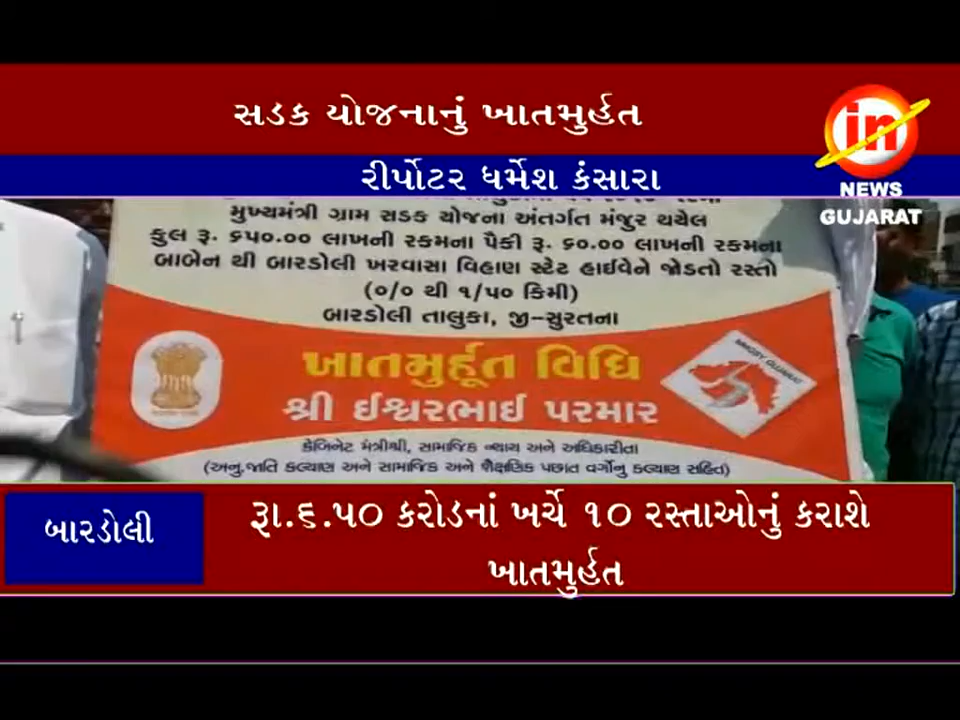 સડક યોજનાનું ખાતમુર્હત
રીર્પોટર ધર્મેશ કંસારા
in
NEWS
GUJARAT
મુખ્યમંત્રી ગ્રામ સડક યોજના અંતર્ગત મંજુર થયેલ
કુલ રૂ. ૬૫૦.૦૦ લાખની રકમના પૈકી રૂ. ૬૦.૦૦ લાખની રકમના
બાબેન થી બારડોલી ખરવાસા વિહાણ સ્ટેટ હાઈવેને જોડતો રસ્તો
(૦/૦ થી ૧/૫૦ કિમી)
બારડોલી તાલુકા, જી-સુરતના
ખાતમુર્હૂત વિધિ
MMGSY GUJARAT
શ્રી ઈશ્વરભાઈ પરમાર
કેબિનેટ મંત્રીશ્રી, સામાજિક ન્યાય અને અધિકારીતા
(અનુ.જાતિ કલ્યાણ અને સામાજિક અને શૈક્ષણિક પછાત વર્ગોનુ કલ્યાણ સહિત)
બારડોલી
રૂા.૬.૫૦ કરોડનાં ખર્ચે ૧૦ રસ્તાઓનું કરાશે
ખાતમુર્હત